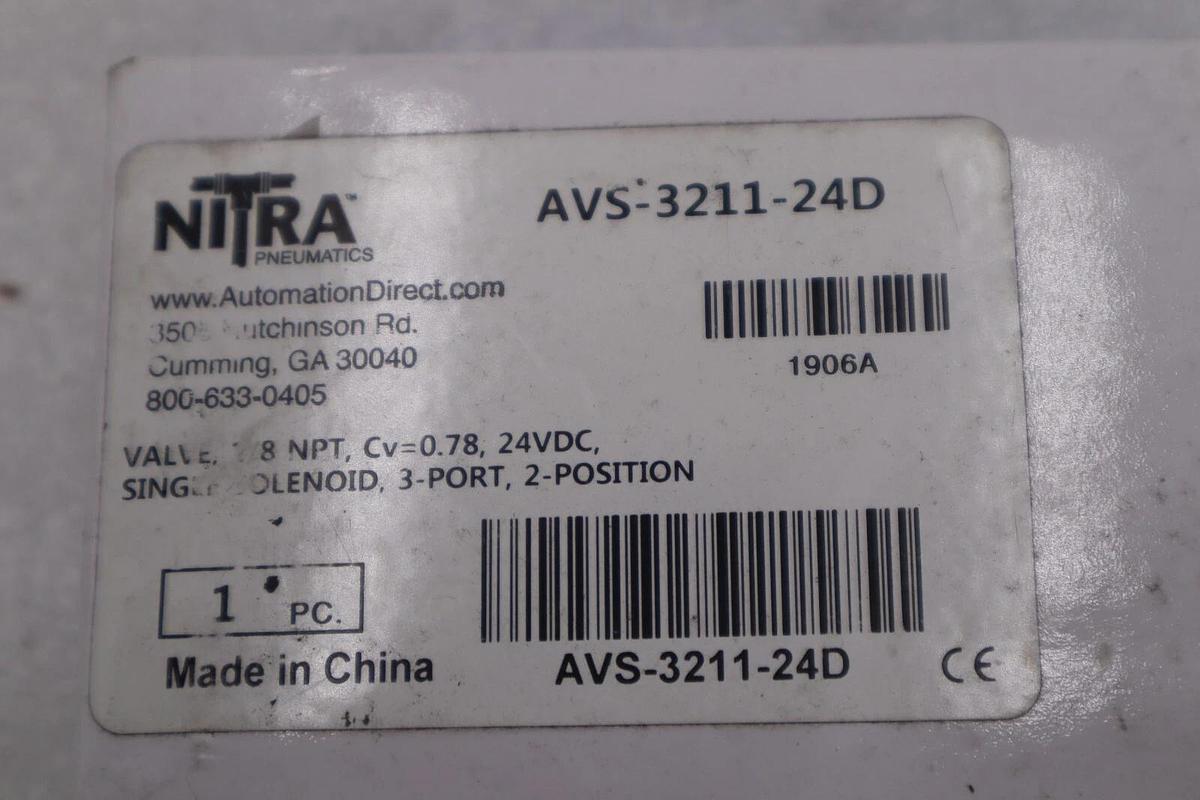 NITRA™
PNEUMATICS
AVS-3211-24D
www.AutomationDirect.com
Rd.
Cumming, GA 30040
800-633-0405
1906A
NPT, Cv=0.78, 24VDC,
3-PORT, 2-POSITION
1 PC.
Made in China
AVS-3211-24D
CE